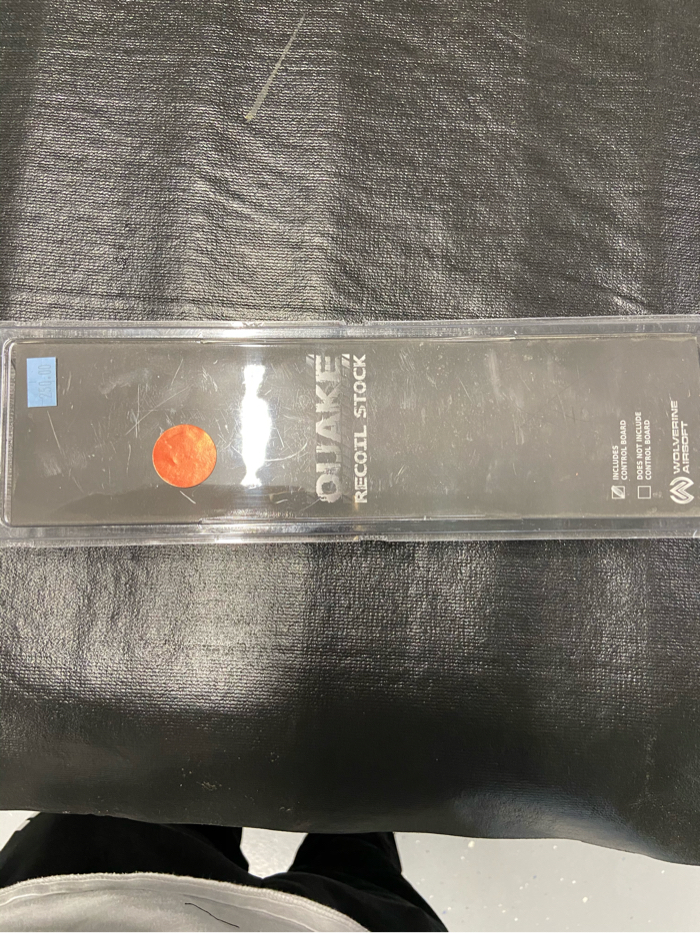 QUAKE
RECOIL STOCK
INCLUDES
CONTROL BOARD
DOES NOT INCLUDE
CONTROL BOARD
WOLVERINE
AIRSOFT